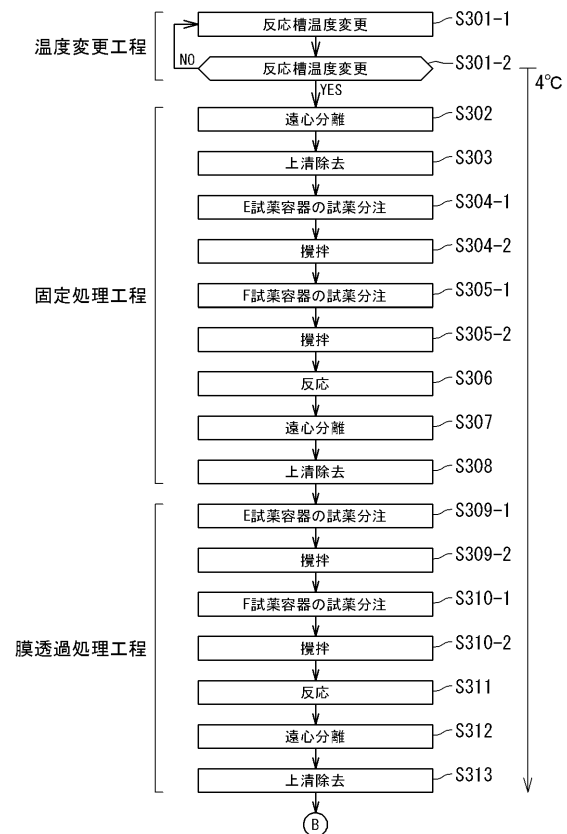 反応槽温度変更
S301-1
温度変更工程
NO
反応槽温度変更
S301-2
4℃
YES
遠心分離
S302
上清除去
S303
E試薬容器の試薬分注
S304-1
攪拌
S304-2
固定処理工程
F試薬容器の試薬分注
S305-1
攪拌
S305-2
反応
S306
遠心分離
S307
上清除去
S308
E試薬容器の試薬分注
S309-1
攪拌
S309-2
F試薬容器の試薬分注
S310-1
膜透過処理工程
攪拌
S310-2
反応
S311
遠心分離
S312
上清除去
S313
B